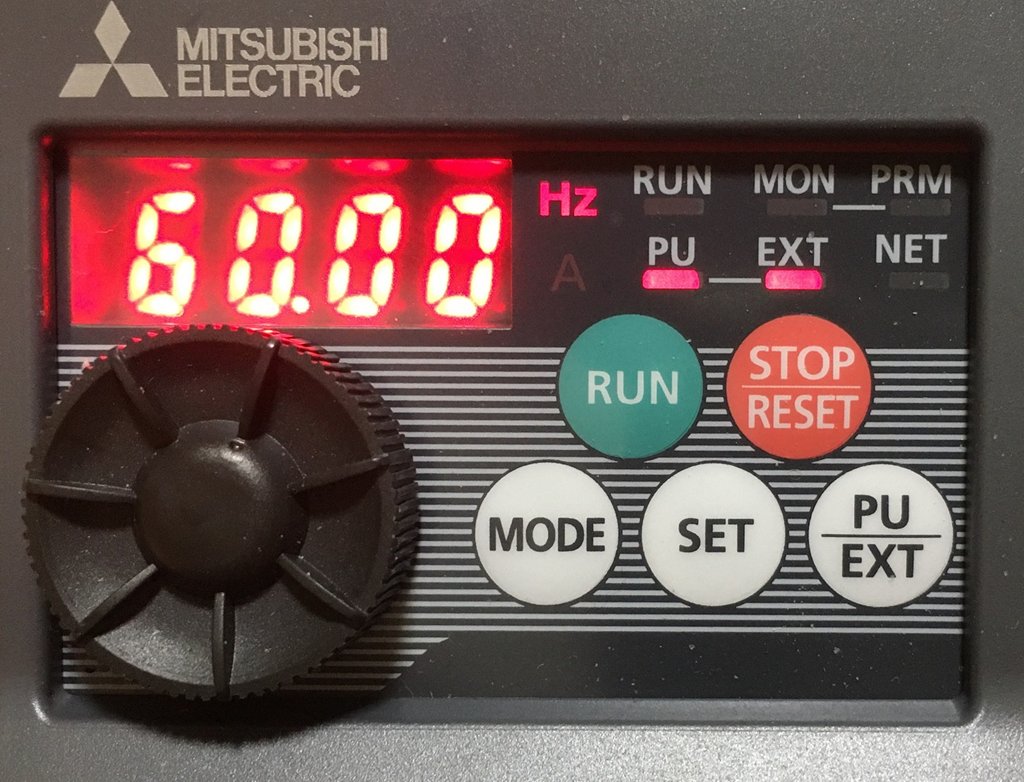 MITSUBISHI
ELECTRIC
60.00
Hz
A
RUN MON PRM
PU EXT NET
RUN
STOP
RESET
MODE
SET
PU
EXT